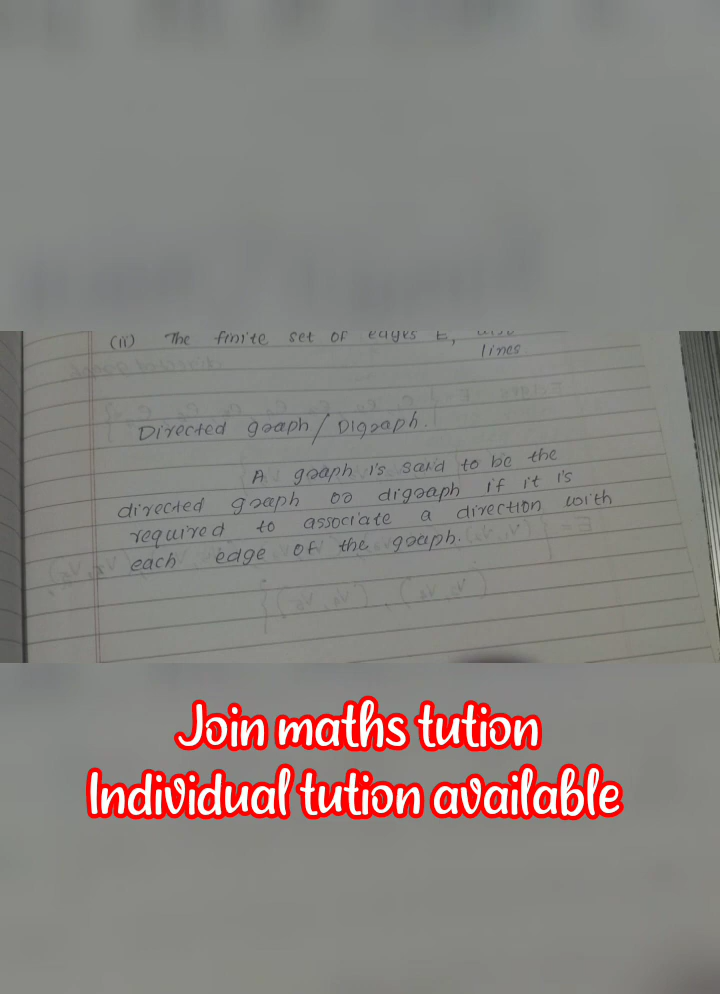 (ii) The finite set of edges E, also
lines
Directed graph / Digraph.
A graph is said to be the
directed graph or digraph if it is
required to associate a direction with
each edge of the graph.
Join maths tution
Individual tution available